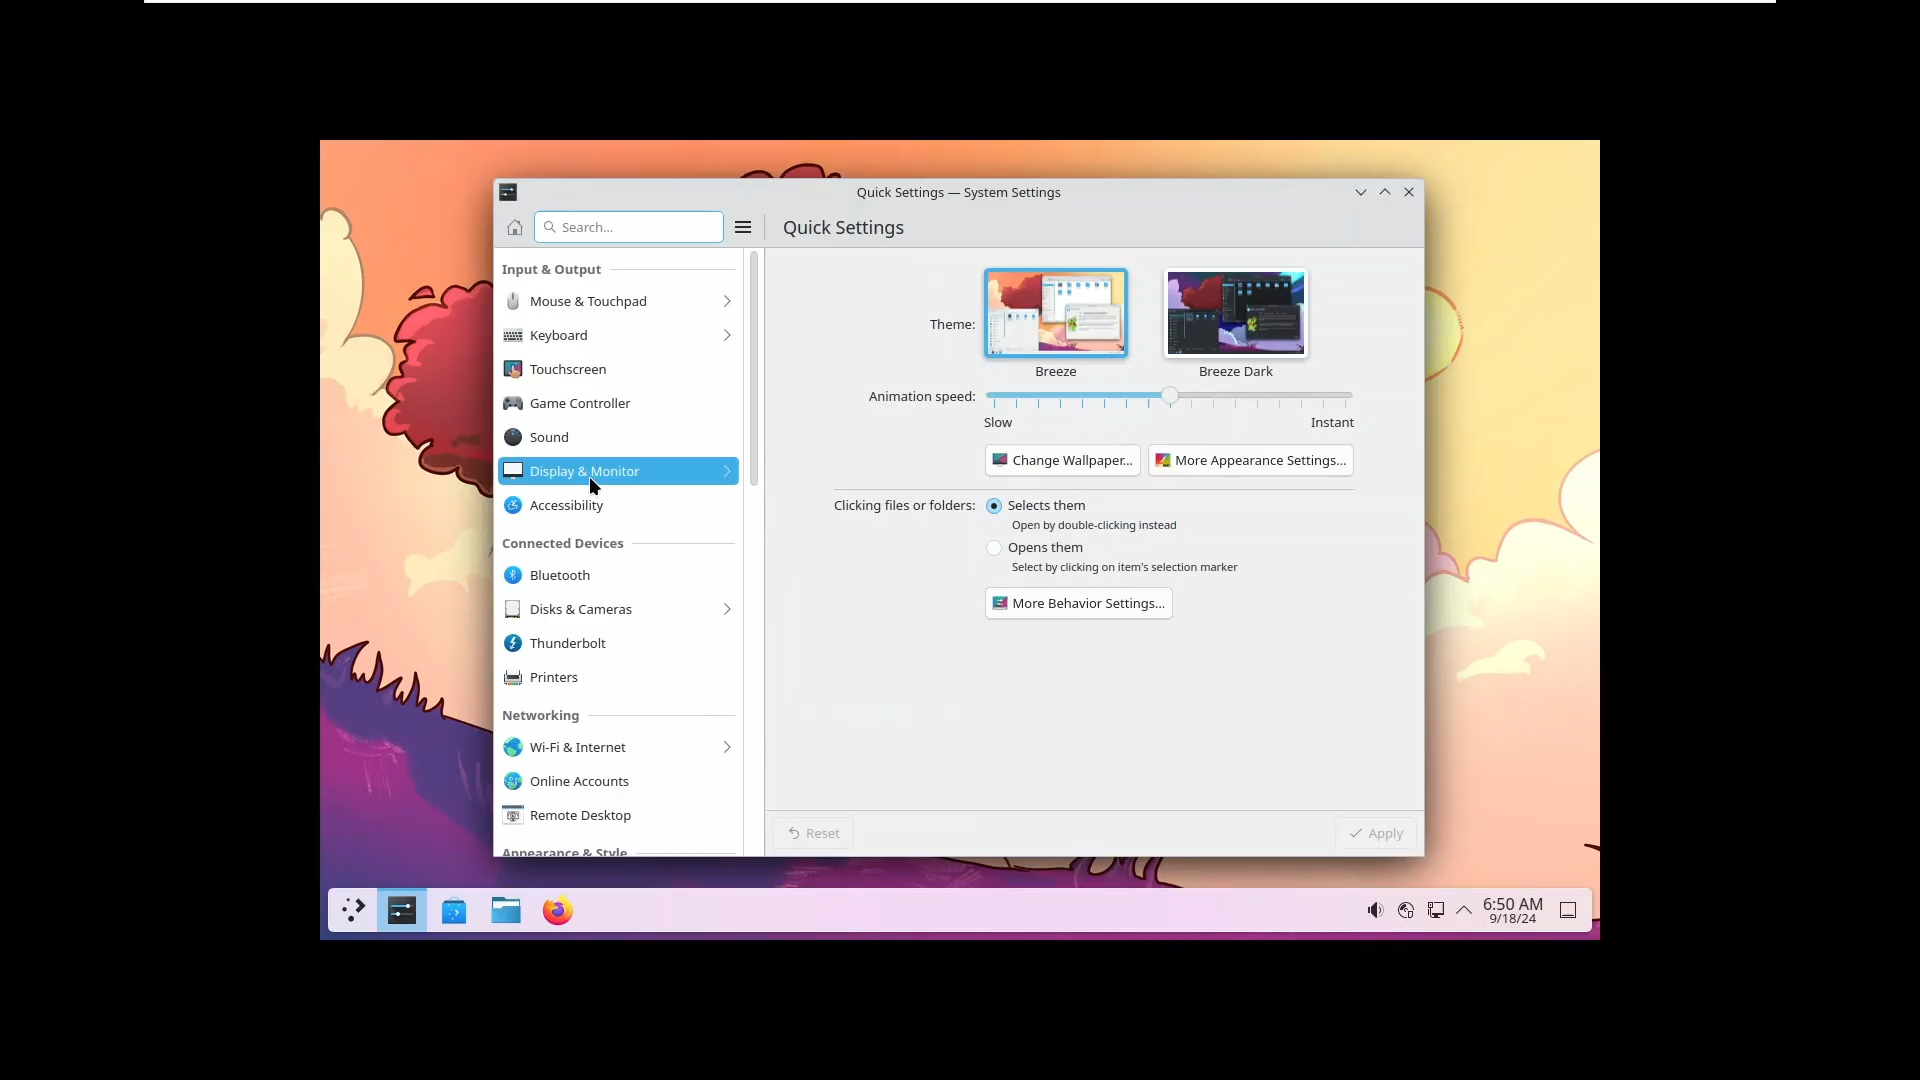 Quick Settings — System Settings
Search...
Quick Settings
Input & Output
Mouse & Touchpad
Keyboard
Touchscreen
Game Controller
Sound
Display & Monitor
Accessibility
Connected Devices
Bluetooth
Disks & Cameras
Thunderbolt
Printers
Networking
Wi-Fi & Internet
Online Accounts
Remote Desktop
Appearance & Style
Theme:
Breeze
Breeze Dark
Animation speed:
Slow
Instant
Change Wallpaper...
More Appearance Settings...
Clicking files or folders:
Selects them
Open by double-clicking instead
Opens them
Select by clicking on item's selection marker
More Behavior Settings...
Reset
Apply
6:50 AM
9/18/24